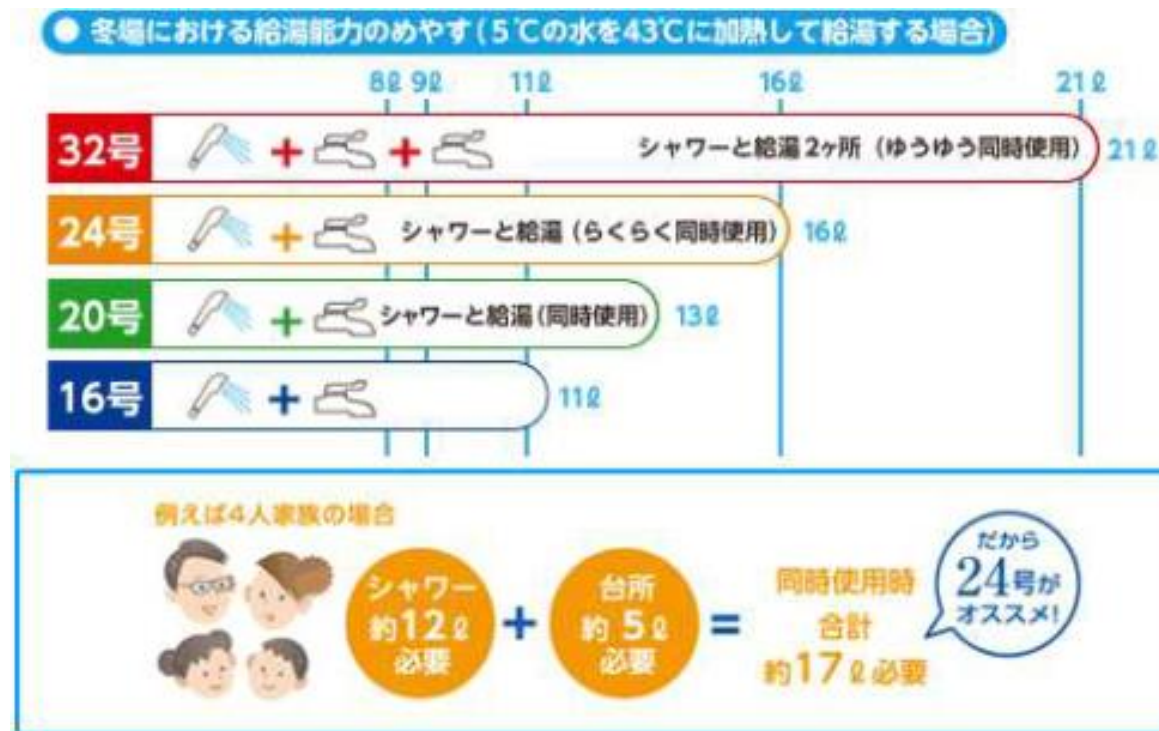 ● 冬場における給湯能力のめやす(5℃の水を43℃に加熱して給湯する場合)
8ℓ 9ℓ 11ℓ 16ℓ 21ℓ
32号 + + シャワーと給湯2ヶ所(ゆうゆう同時使用) 21ℓ
24号 + シャワーと給湯(らくらく同時使用) 16ℓ
20号 + シャワーと給湯(同時使用) 13ℓ
16号 + 11ℓ
例えば4人家族の場合
シャワー
約12ℓ
必要
+
台所
約5ℓ
必要
=
同時使用時
合計
約17ℓ必要
だから
24号が
オススメ!